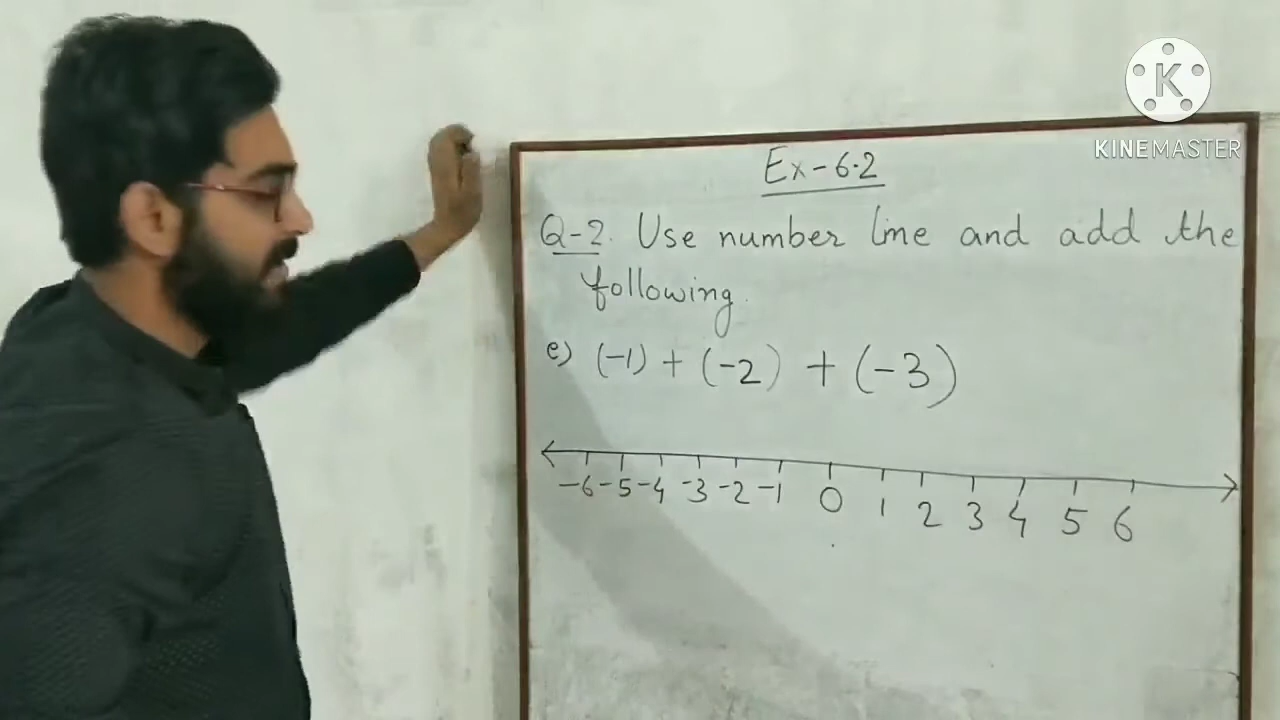 K
KINEMASTER
Ex-6.2
Q-2. Use number line and add the
following.
e) (-1) + (-2) + (-3)
-6 -5 -4 -3 -2 -1 0 1 2 3 4 5 6